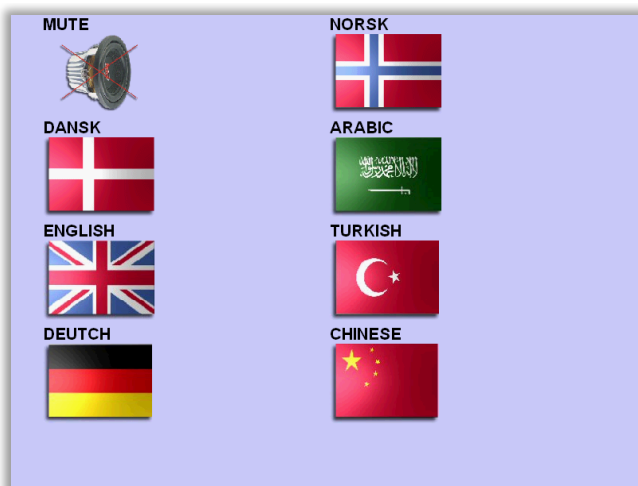 MUTE
NORSK
DANSK
ARABIC
ENGLISH
TURKISH
DEUTCH
CHINESE